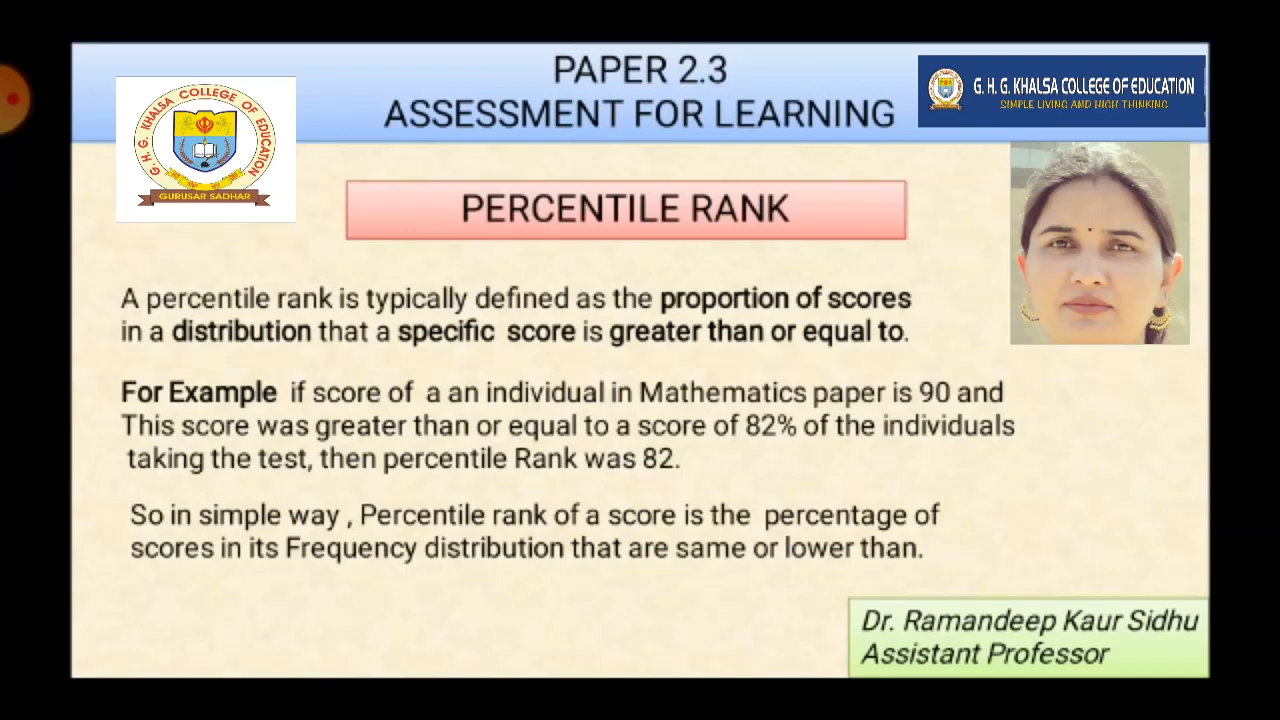 PAPER 2.3
ASSESSMENT FOR LEARNING
G. H. G. KHALSA COLLEGE OF EDUCATION
SIMPLE LIVING AND HIGH THINKING
G. H. G. KHALSA COLLEGE OF EDUCATION
GURUSAR SADHAR
PERCENTILE RANK
A percentile rank is typically defined as the proportion of scores
in a distribution that a specific score is greater than or equal to.
For Example if score of a an individual in Mathematics paper is 90 and
This score was greater than or equal to a score of 82% of the individuals
taking the test, then percentile Rank was 82.
So in simple way , Percentile rank of a score is the percentage of
scores in its Frequency distribution that are same or lower than.
Dr. Ramandeep Kaur Sidhu
Assistant Professor